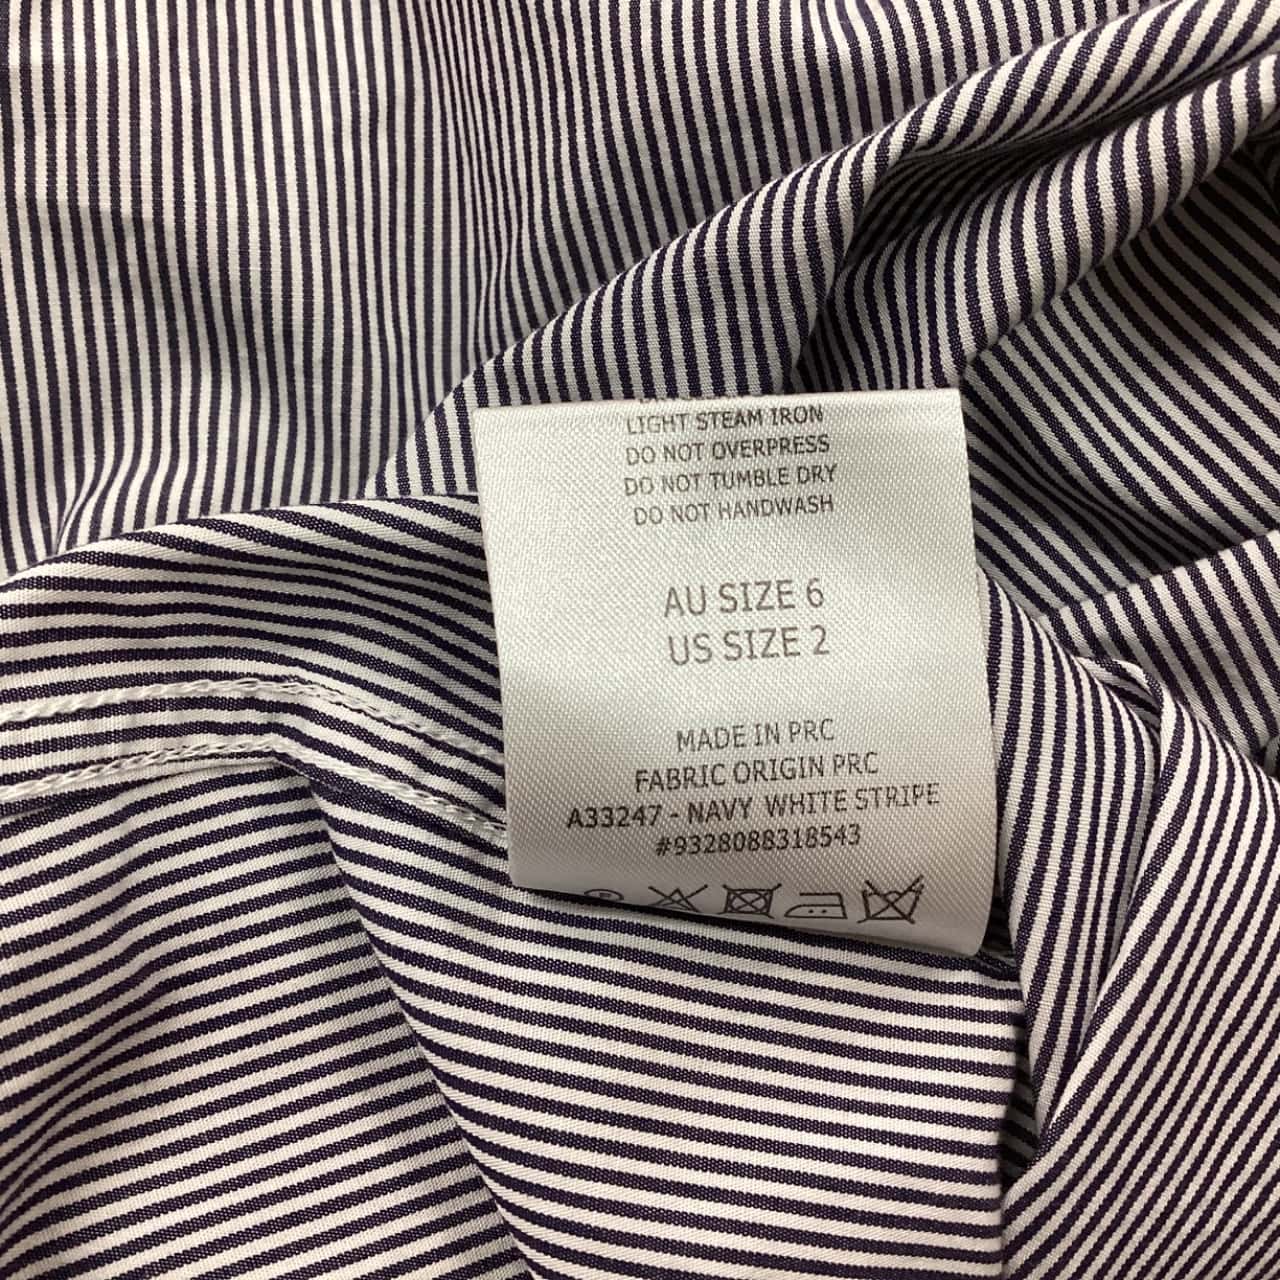 LIGHT STEAM IRON
DO NOT OVERPRESS
DO NOT TUMBLE DRY
DO NOT HANDWASH
AU SIZE 6
US SIZE 2
MADE IN PRC
FABRIC ORIGIN PRC
A33247 - NAVY WHITE STRIPE
#9328088318543